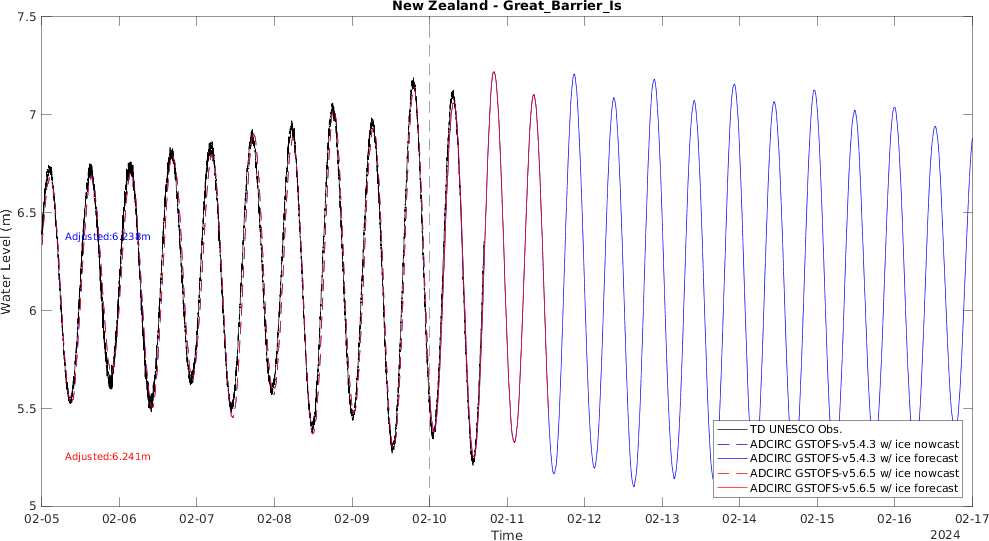 New Zealand - Great_Barrier_Is
7.5
7
6.5
6
5.5
5
Water Level (m)
Adjusted:6.238m
Adjusted:6.241m
TD UNESCO Obs.
ADCIRC GSTOFS-v5.4.3 w/ ice nowcast
ADCIRC GSTOFS-v5.4.3 w/ ice forecast
ADCIRC GSTOFS-v5.6.5 w/ ice nowcast
ADCIRC GSTOFS-v5.6.5 w/ ice forecast
02-05 02-06 02-07 02-08 02-09 02-10 02-11 02-12 02-13 02-14 02-15 02-16 02-17
Time
2024